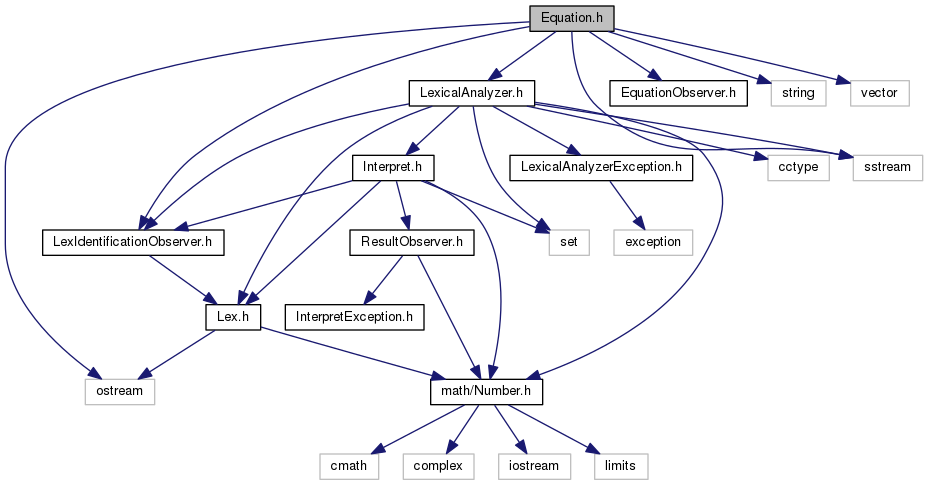 Equation.h
LexicalAnalyzer.h
EquationObserver.h
string
vector
Interpret.h
LexicalAnalyzerException.h
cctype
sstream
LexIdentificationObserver.h
ResultObserver.h
set
exception
Lex.h
InterpretException.h
ostream
math/Number.h
cmath
complex
iostream
limits